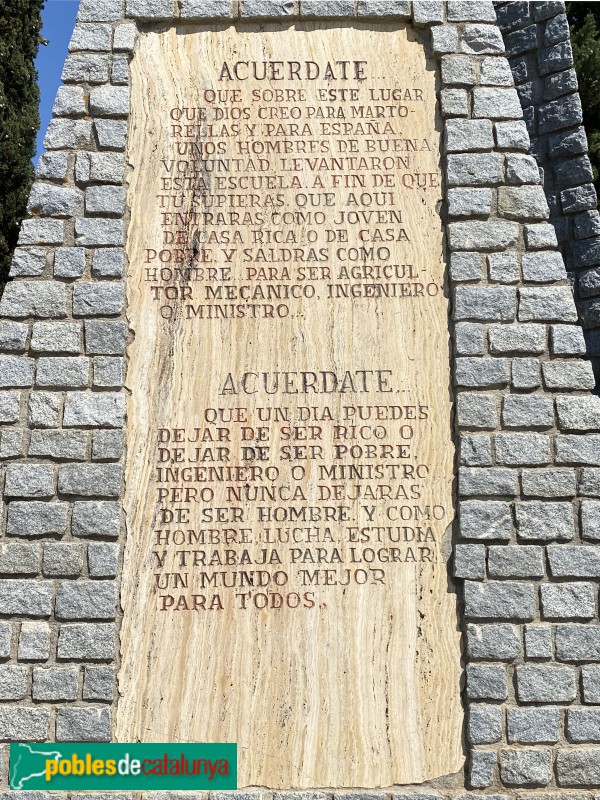 ACUERDATE...
QUE SOBRE ESTE LUGAR
QUE DIOS CREO PARA MARTO-
RELLAS Y PARA ESPAÑA,
UNOS HOMBRES DE BUENA
VOLUNTAD, LEVANTARON
ESTA ESCUELA, A FIN DE QUE
TU SUPIERAS, QUE AQUI
ENTRARAS COMO JOVEN
DE CASA RICA O DE CASA
POBRE, Y SALDRAS COMO
HOMBRE, PARA SER AGRICUL-
TOR MECANICO, INGENIERO
O MINISTRO...
ACUERDATE...
QUE UN DIA PUEDES
DEJAR DE SER RICO O
DEJAR DE SER POBRE,
INGENIERO O MINISTRO
PERO NUNCA DEJARAS
DE SER HOMBRE, Y COMO
HOMBRE, LUCHA, ESTUDIA
Y TRABAJA PARA LOGRAR
UN MUNDO MEJOR
PARA TODOS..
poblesdecatalunya